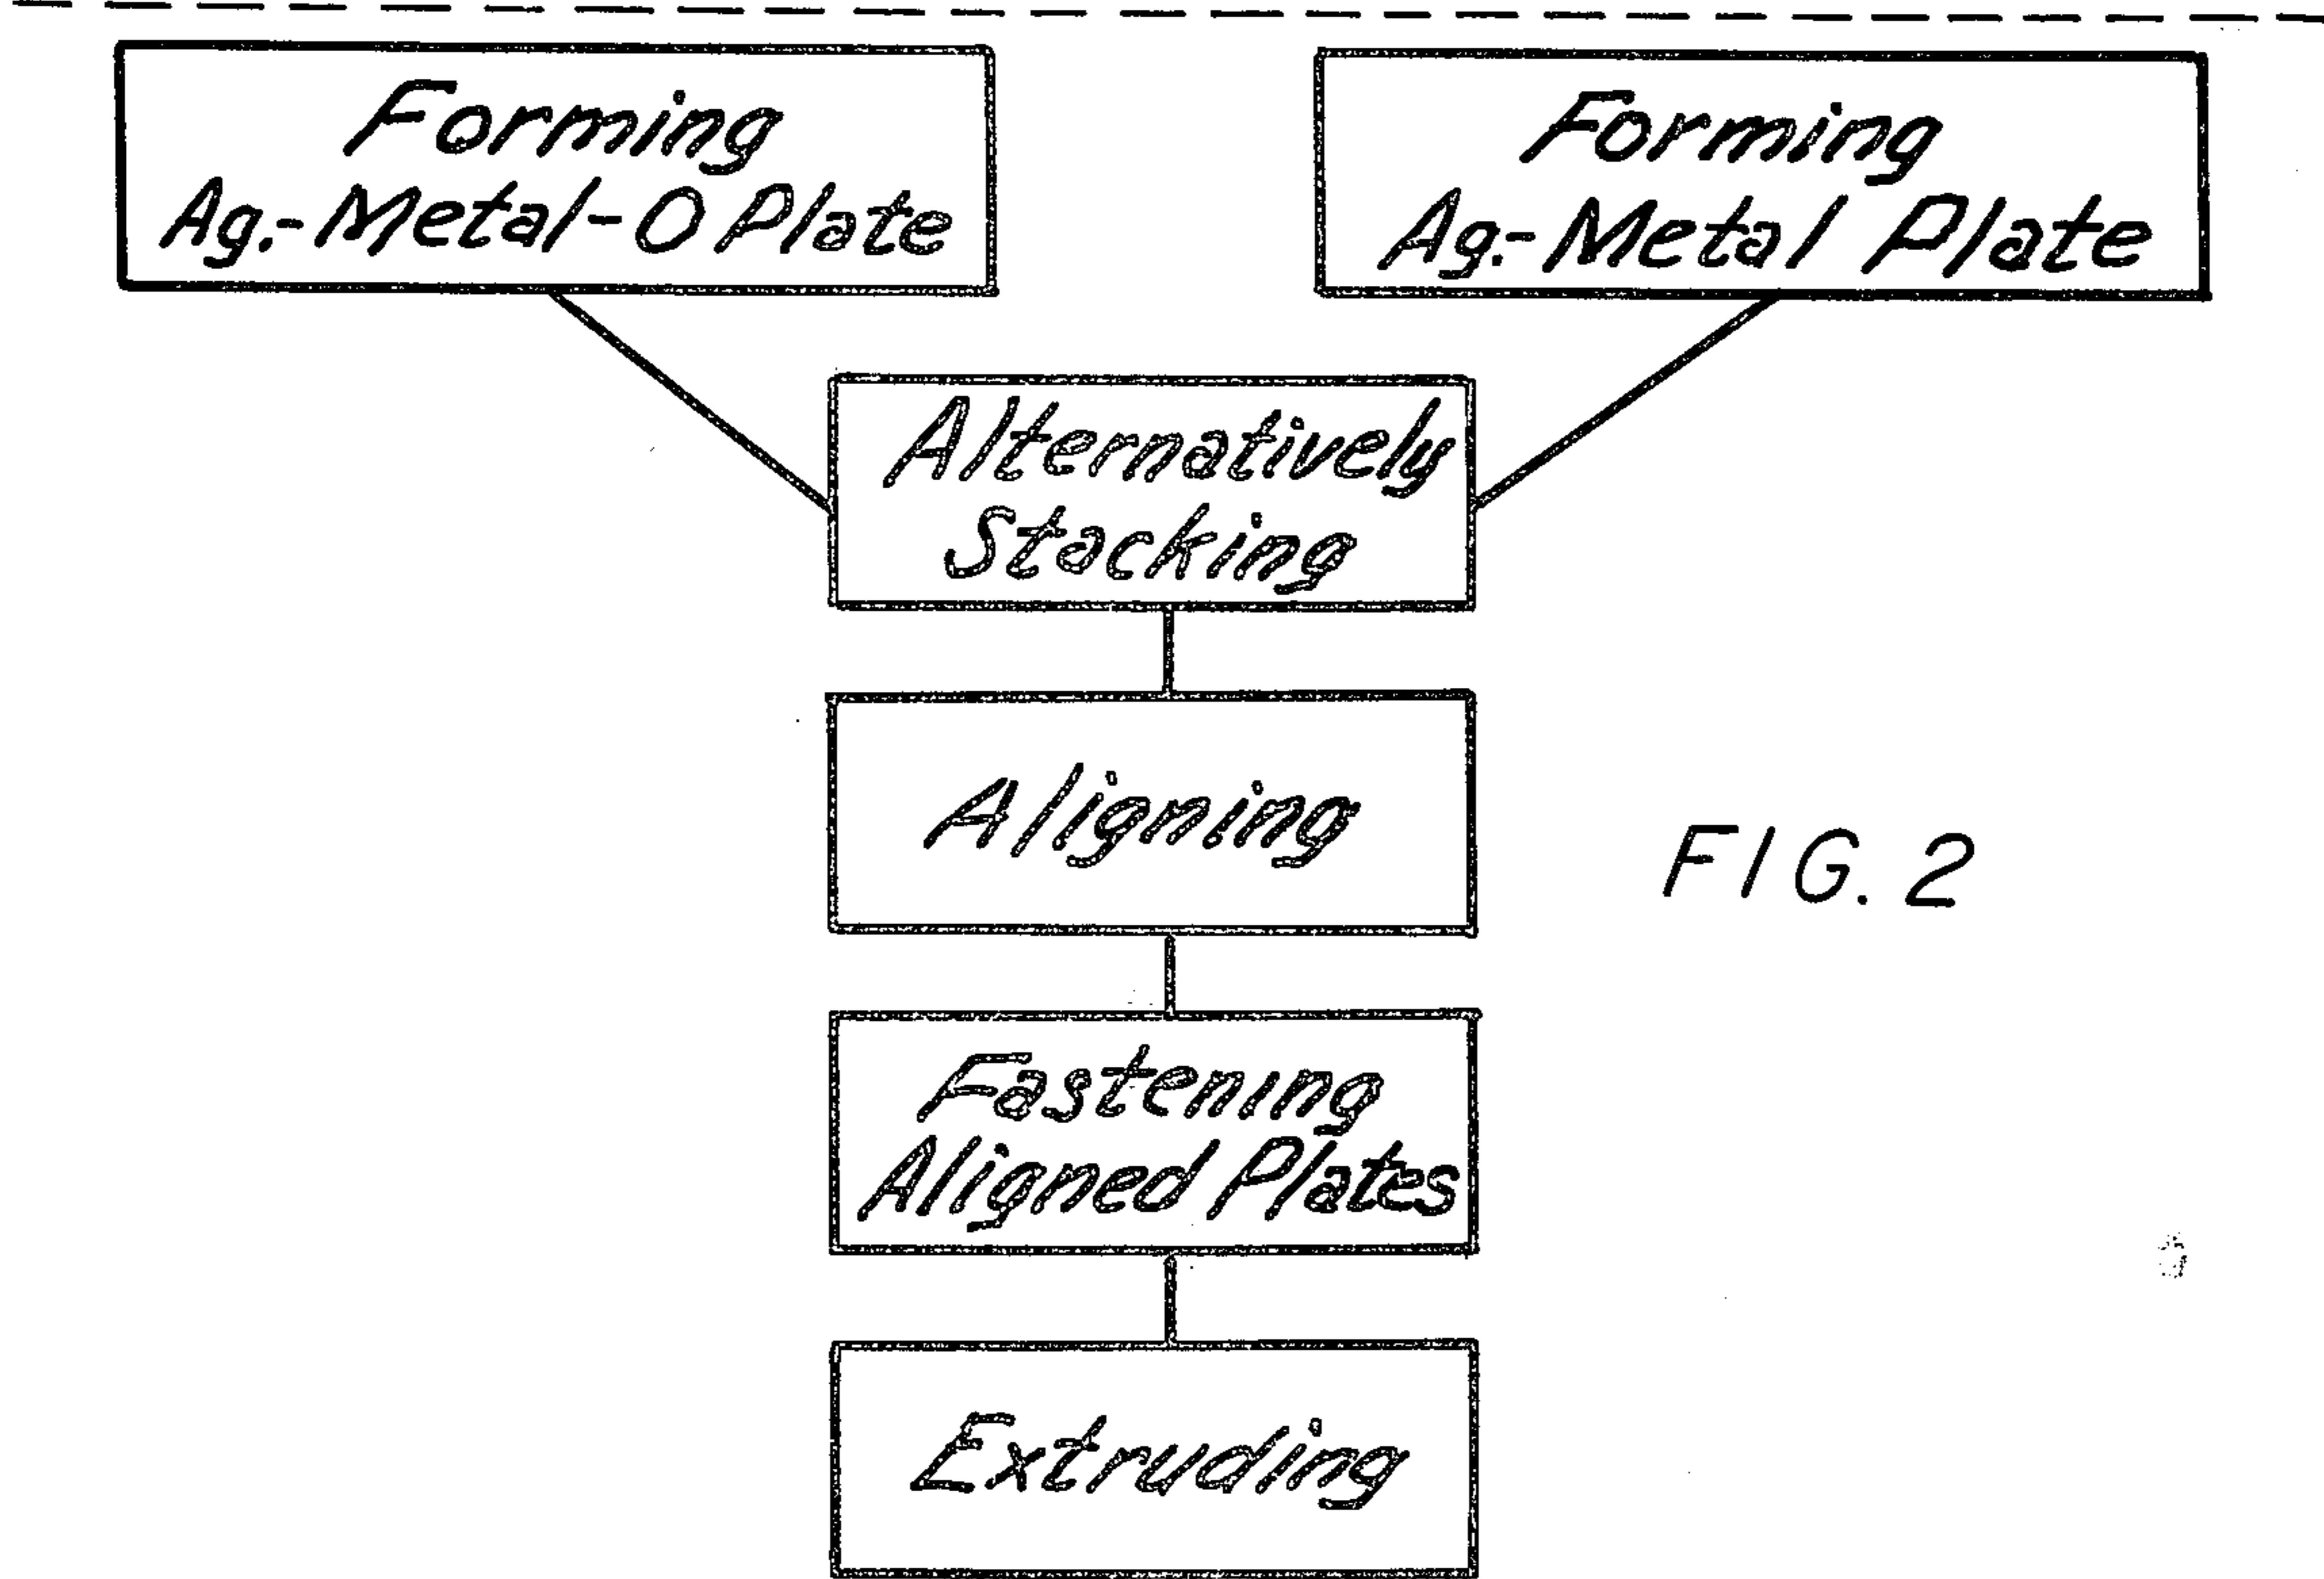 Forming
Ag.-Metal-O Plate
Forming
Ag.-Metal Plate
Alternatively
Stacking
Aligning
FIG. 2
Fastening
Aligned Plates
Extruding